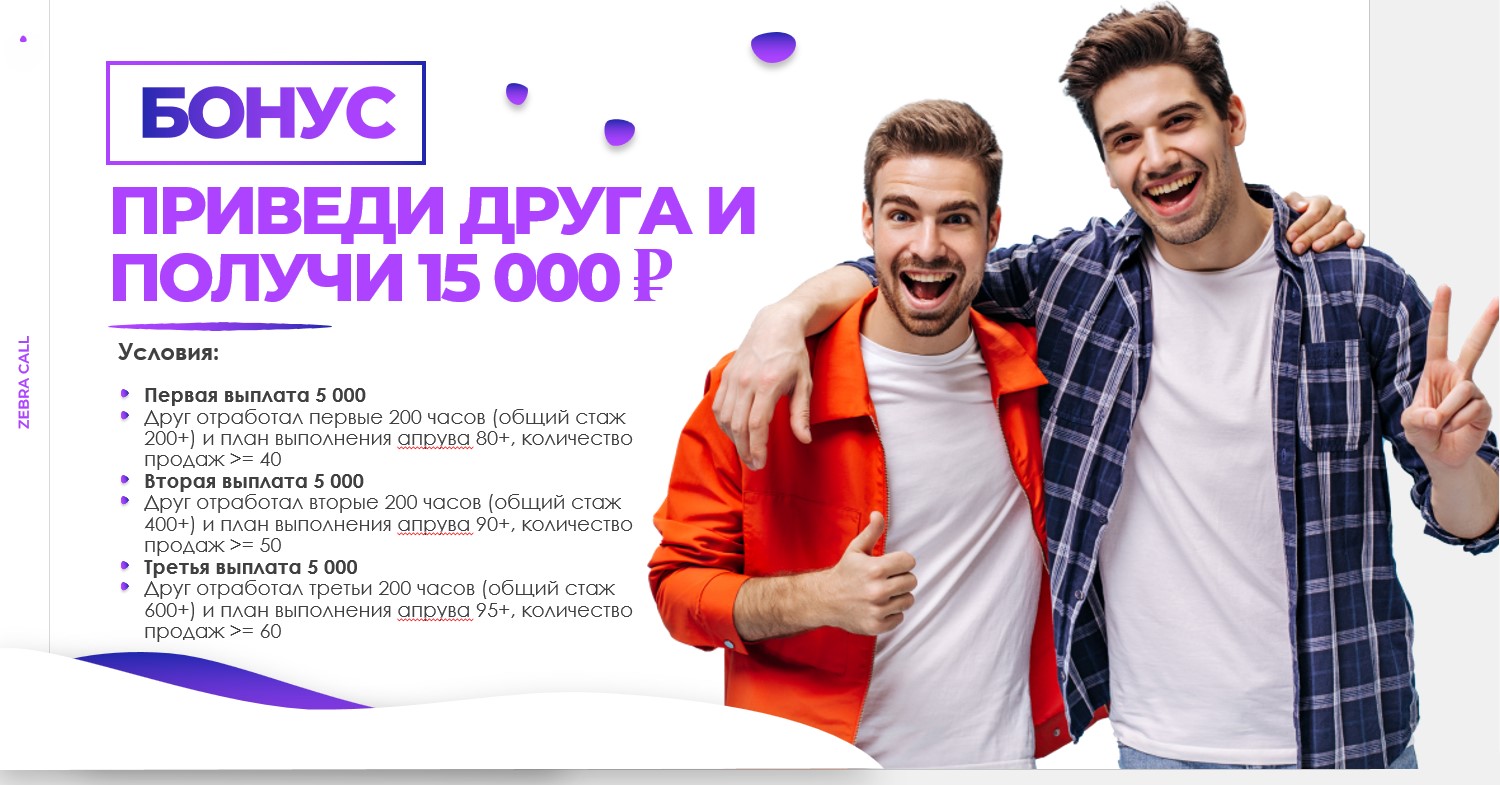 БОНУС
ПРИВЕДИ ДРУГА И
ПОЛУЧИ 15 000 ₽
Условия:
Первая выплата 5 000
Друг отработал первые 200 часов (общий стаж
200+) и план выполнения апрува 80+, количество
продаж >= 40
Вторая выплата 5 000
Друг отработал вторые 200 часов (общий стаж
400+) и план выполнения апрува 90+, количество
продаж >= 50
Третья выплата 5 000
Друг отработал третьи 200 часов (общий стаж
600+) и план выполнения апрува 95+, количество
продаж >= 60
ZEBRA CALL